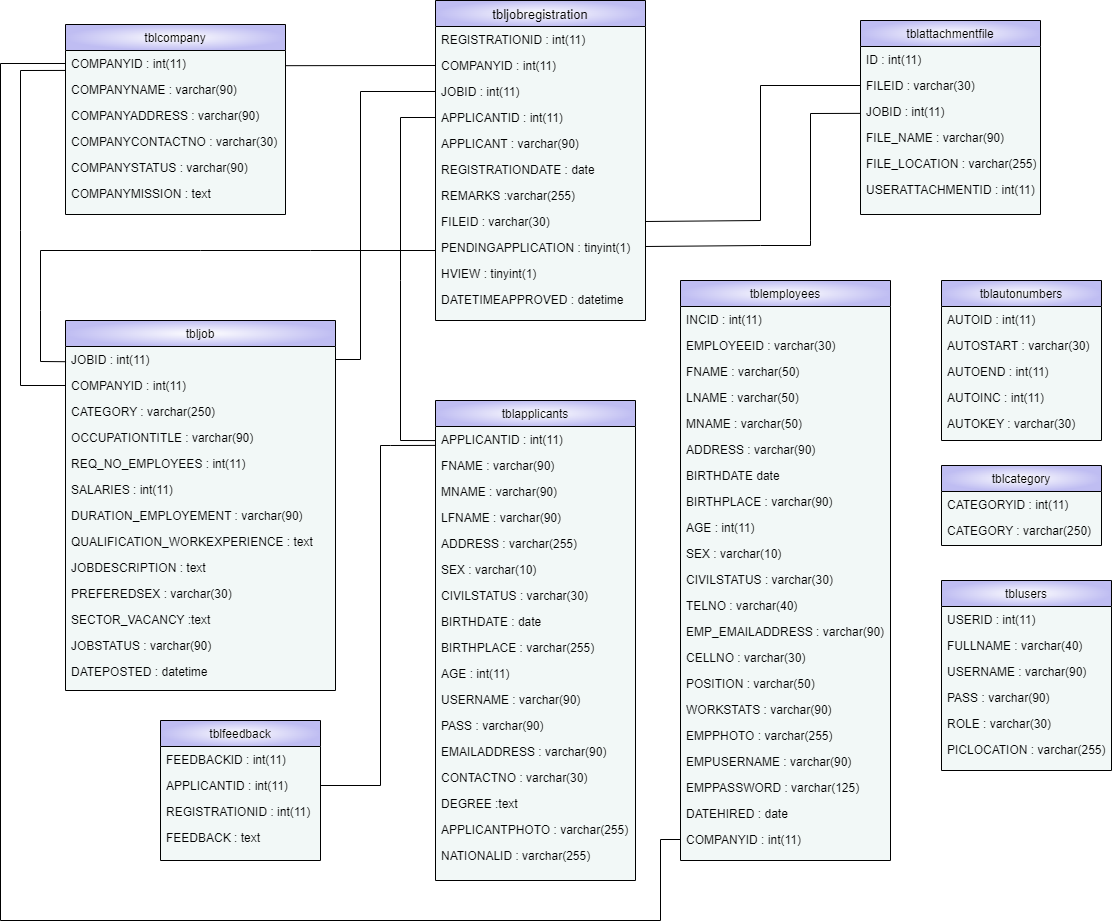 tblcompany
COMPANYID : int(11)
COMPANYNAME : varchar(90)
COMPANYADDRESS : varchar(90)
COMPANYCONTACTNO : varchar(30)
COMPANYSTATUS : varchar(90)
COMPANYMISSION : text
tbljobregistration
REGISTRATIONID : int(11)
COMPANYID : int(11)
JOBID : int(11)
APPLICANTID : int(11)
APPLICANT : varchar(90)
REGISTRATIONDATE : date
REMARKS :varchar(255)
FILEID : varchar(30)
PENDINGAPPLICATION : tinyint(1)
HVIEW : tinyint(1)
DATETIMEAPPROVED : datetime
tblattachmentfile
ID : int(11)
FILEID : varchar(30)
JOBID : int(11)
FILE_NAME : varchar(90)
FILE_LOCATION : varchar(255)
USERATTACHMENTID : int(11)
tbljob
JOBID : int(11)
COMPANYID : int(11)
CATEGORY : varchar(250)
OCCUPATIONTITLE : varchar(90)
REQ_NO_EMPLOYEES : int(11)
SALARIES : int(11)
DURATION_EMPLOYEMENT : varchar(90)
QUALIFICATION_WORKEXPERIENCE : text
JOBDESCRIPTION : text
PREFEREDSEX : varchar(30)
SECTOR_VACANCY :text
JOBSTATUS : varchar(90)
DATEPOSTED : datetime
tblfeedback
FEEDBACKID : int(11)
APPLICANTID : int(11)
REGISTRATIONID : int(11)
FEEDBACK : text
tblapplicants
APPLICANTID : int(11)
FNAME : varchar(90)
MNAME : varchar(90)
LFNAME : varchar(90)
ADDRESS : varchar(255)
SEX : varchar(10)
CIVILSTATUS : varchar(30)
BIRTHDATE : date
BIRTHPLACE : varchar(255)
AGE : int(11)
USERNAME : varchar(90)
PASS : varchar(90)
EMAILADDRESS : varchar(90)
CONTACTNO : varchar(30)
DEGREE :text
APPLICANTPHOTO : varchar(255)
NATIONALID : varchar(255)
tblemployees
INCID : int(11)
EMPLOYEEID : varchar(30)
FNAME : varchar(50)
LNAME : varchar(50)
MNAME : varchar(50)
ADDRESS : varchar(90)
BIRTHDATE date
BIRTHPLACE : varchar(90)
AGE : int(11)
SEX : varchar(10)
CIVILSTATUS : varchar(30)
TELNO : varchar(40)
EMP_EMAILADDRESS : varchar(90)
CELLNO : varchar(30)
POSITION : varchar(50)
WORKSTATS : varchar(90)
EMPPHOTO : varchar(255)
EMPUSERNAME : varchar(90)
EMPPASSWORD : varchar(125)
DATEHIRED : date
COMPANYID : int(11)
tblautonumbers
AUTOID : int(11)
AUTOSTART : varchar(30)
AUTOEND : int(11)
AUTOINC : int(11)
AUTOKEY : varchar(30)
tblcategory
CATEGORYID : int(11)
CATEGORY : varchar(250)
tblusers
USERID : int(11)
FULLNAME : varchar(40)
USERNAME : varchar(90)
PASS : varchar(90)
ROLE : varchar(30)
PICLOCATION : varchar(255)